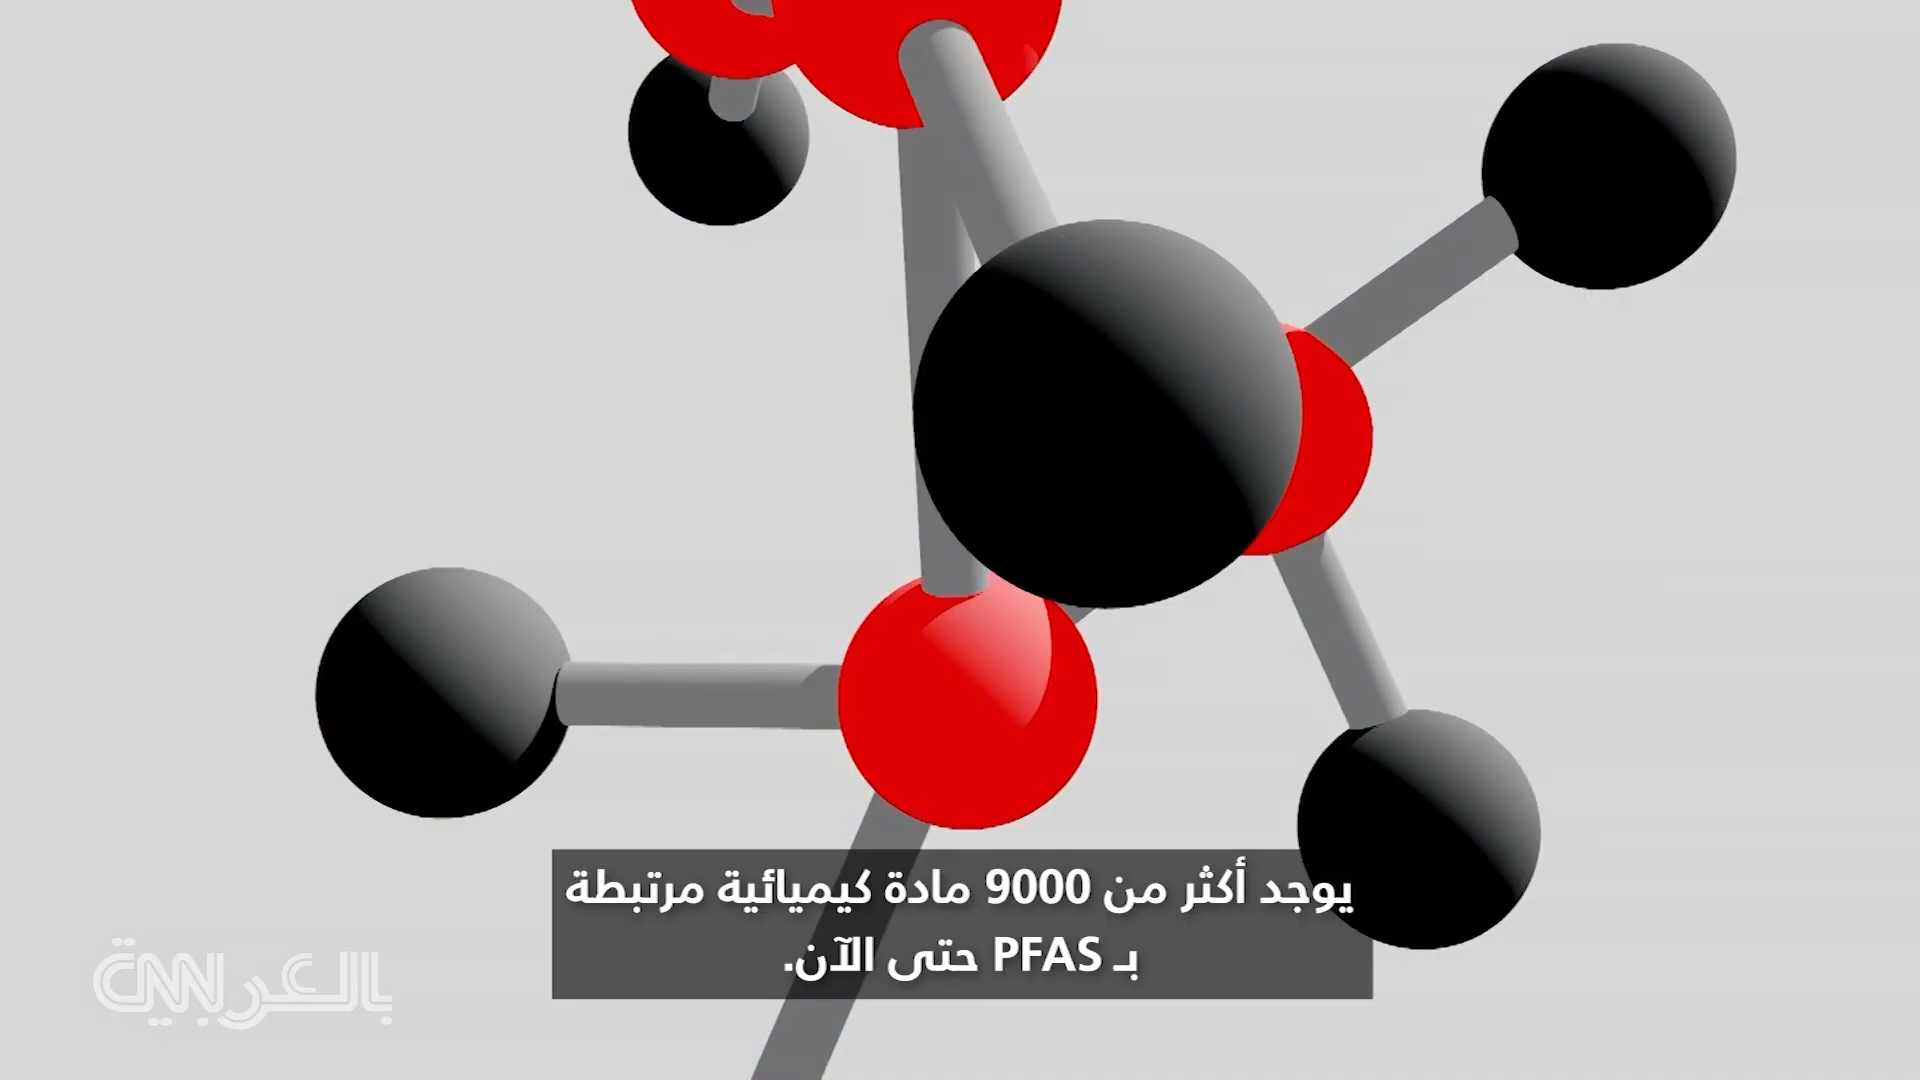 يوجد أكثر من 9000 مادة كيميائية مرتبطة
بـ PFAS حتى الآن.
CNN بالعربية